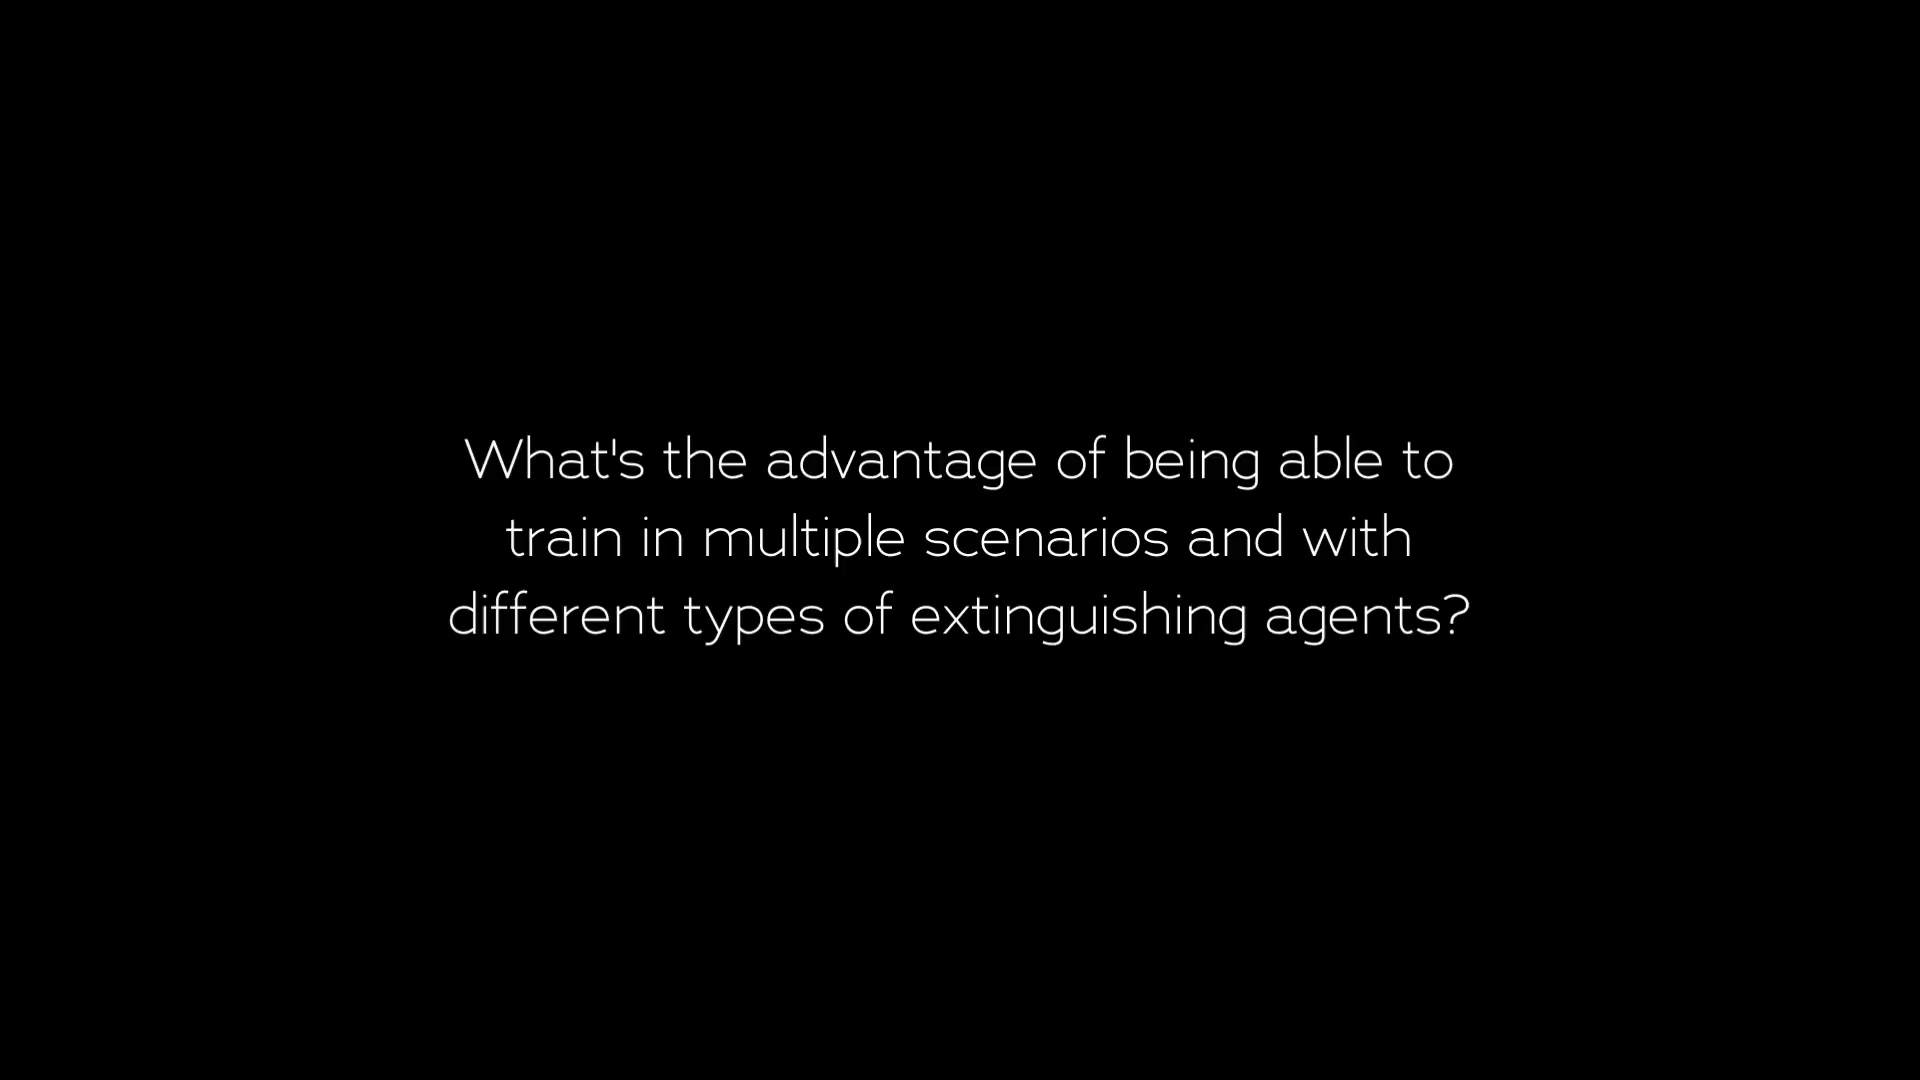 What's the advantage of being able to
train in multiple scenarios and with
different types of extinguishing agents?